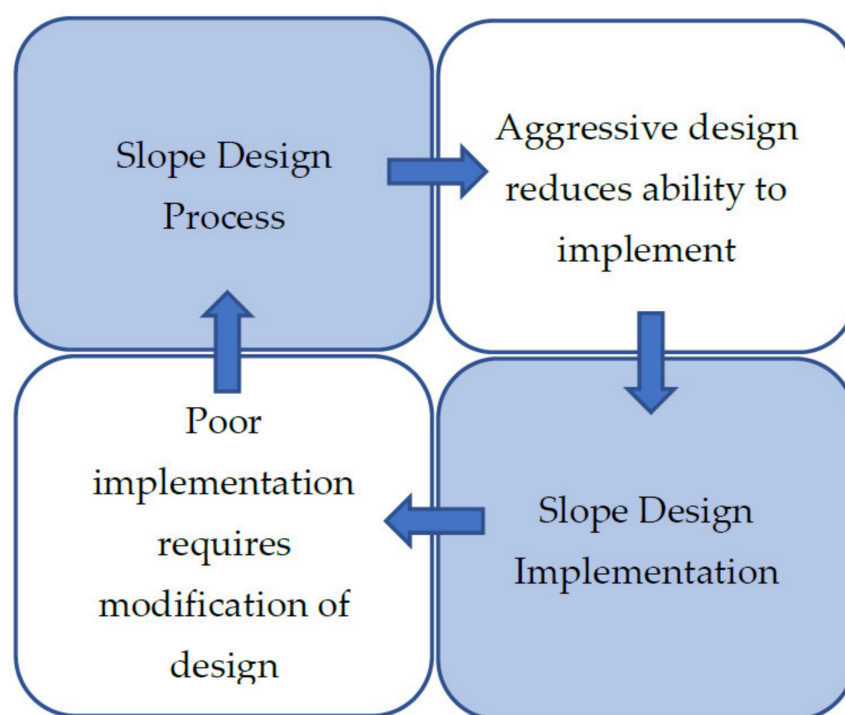 Slope Design
Process
Aggressive design
reduces ability to
implement
Poor
implementation
requires
modification of
design
Slope Design
Implementation